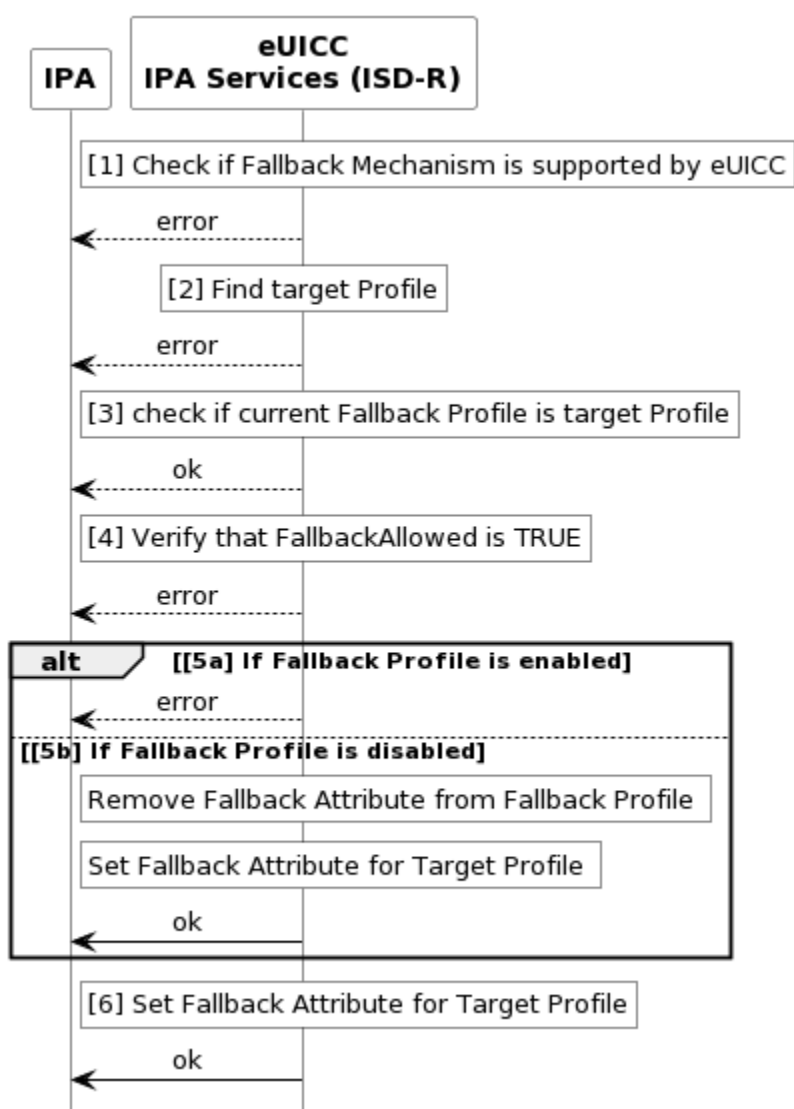 IPA
eUICC
IPA Services (ISD-R)
[1] Check if Fallback Mechanism is supported by eUICC
error
[2] Find target Profile
error
[3] check if current Fallback Profile is target Profile
ok
[4] Verify that FallbackAllowed is TRUE
error
alt [[5a] If Fallback Profile is enabled]
error
[[5b] If Fallback Profile is disabled]
Remove Fallback Attribute from Fallback Profile
Set Fallback Attribute for Target Profile
ok
[6] Set Fallback Attribute for Target Profile
ok